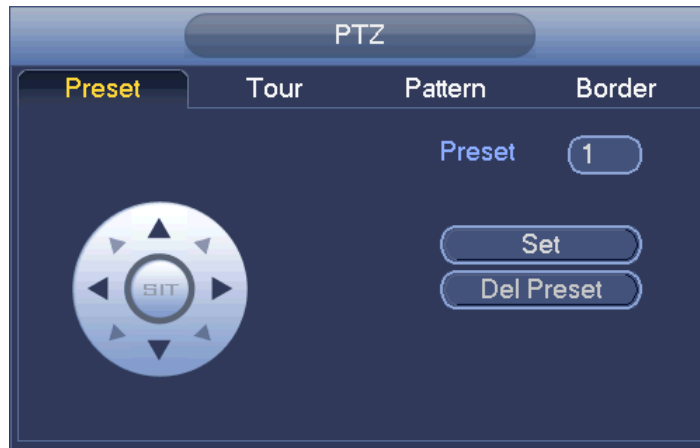 PTZ
Preset Tour Pattern Border
Preset 1
Set
SIT
Del Preset